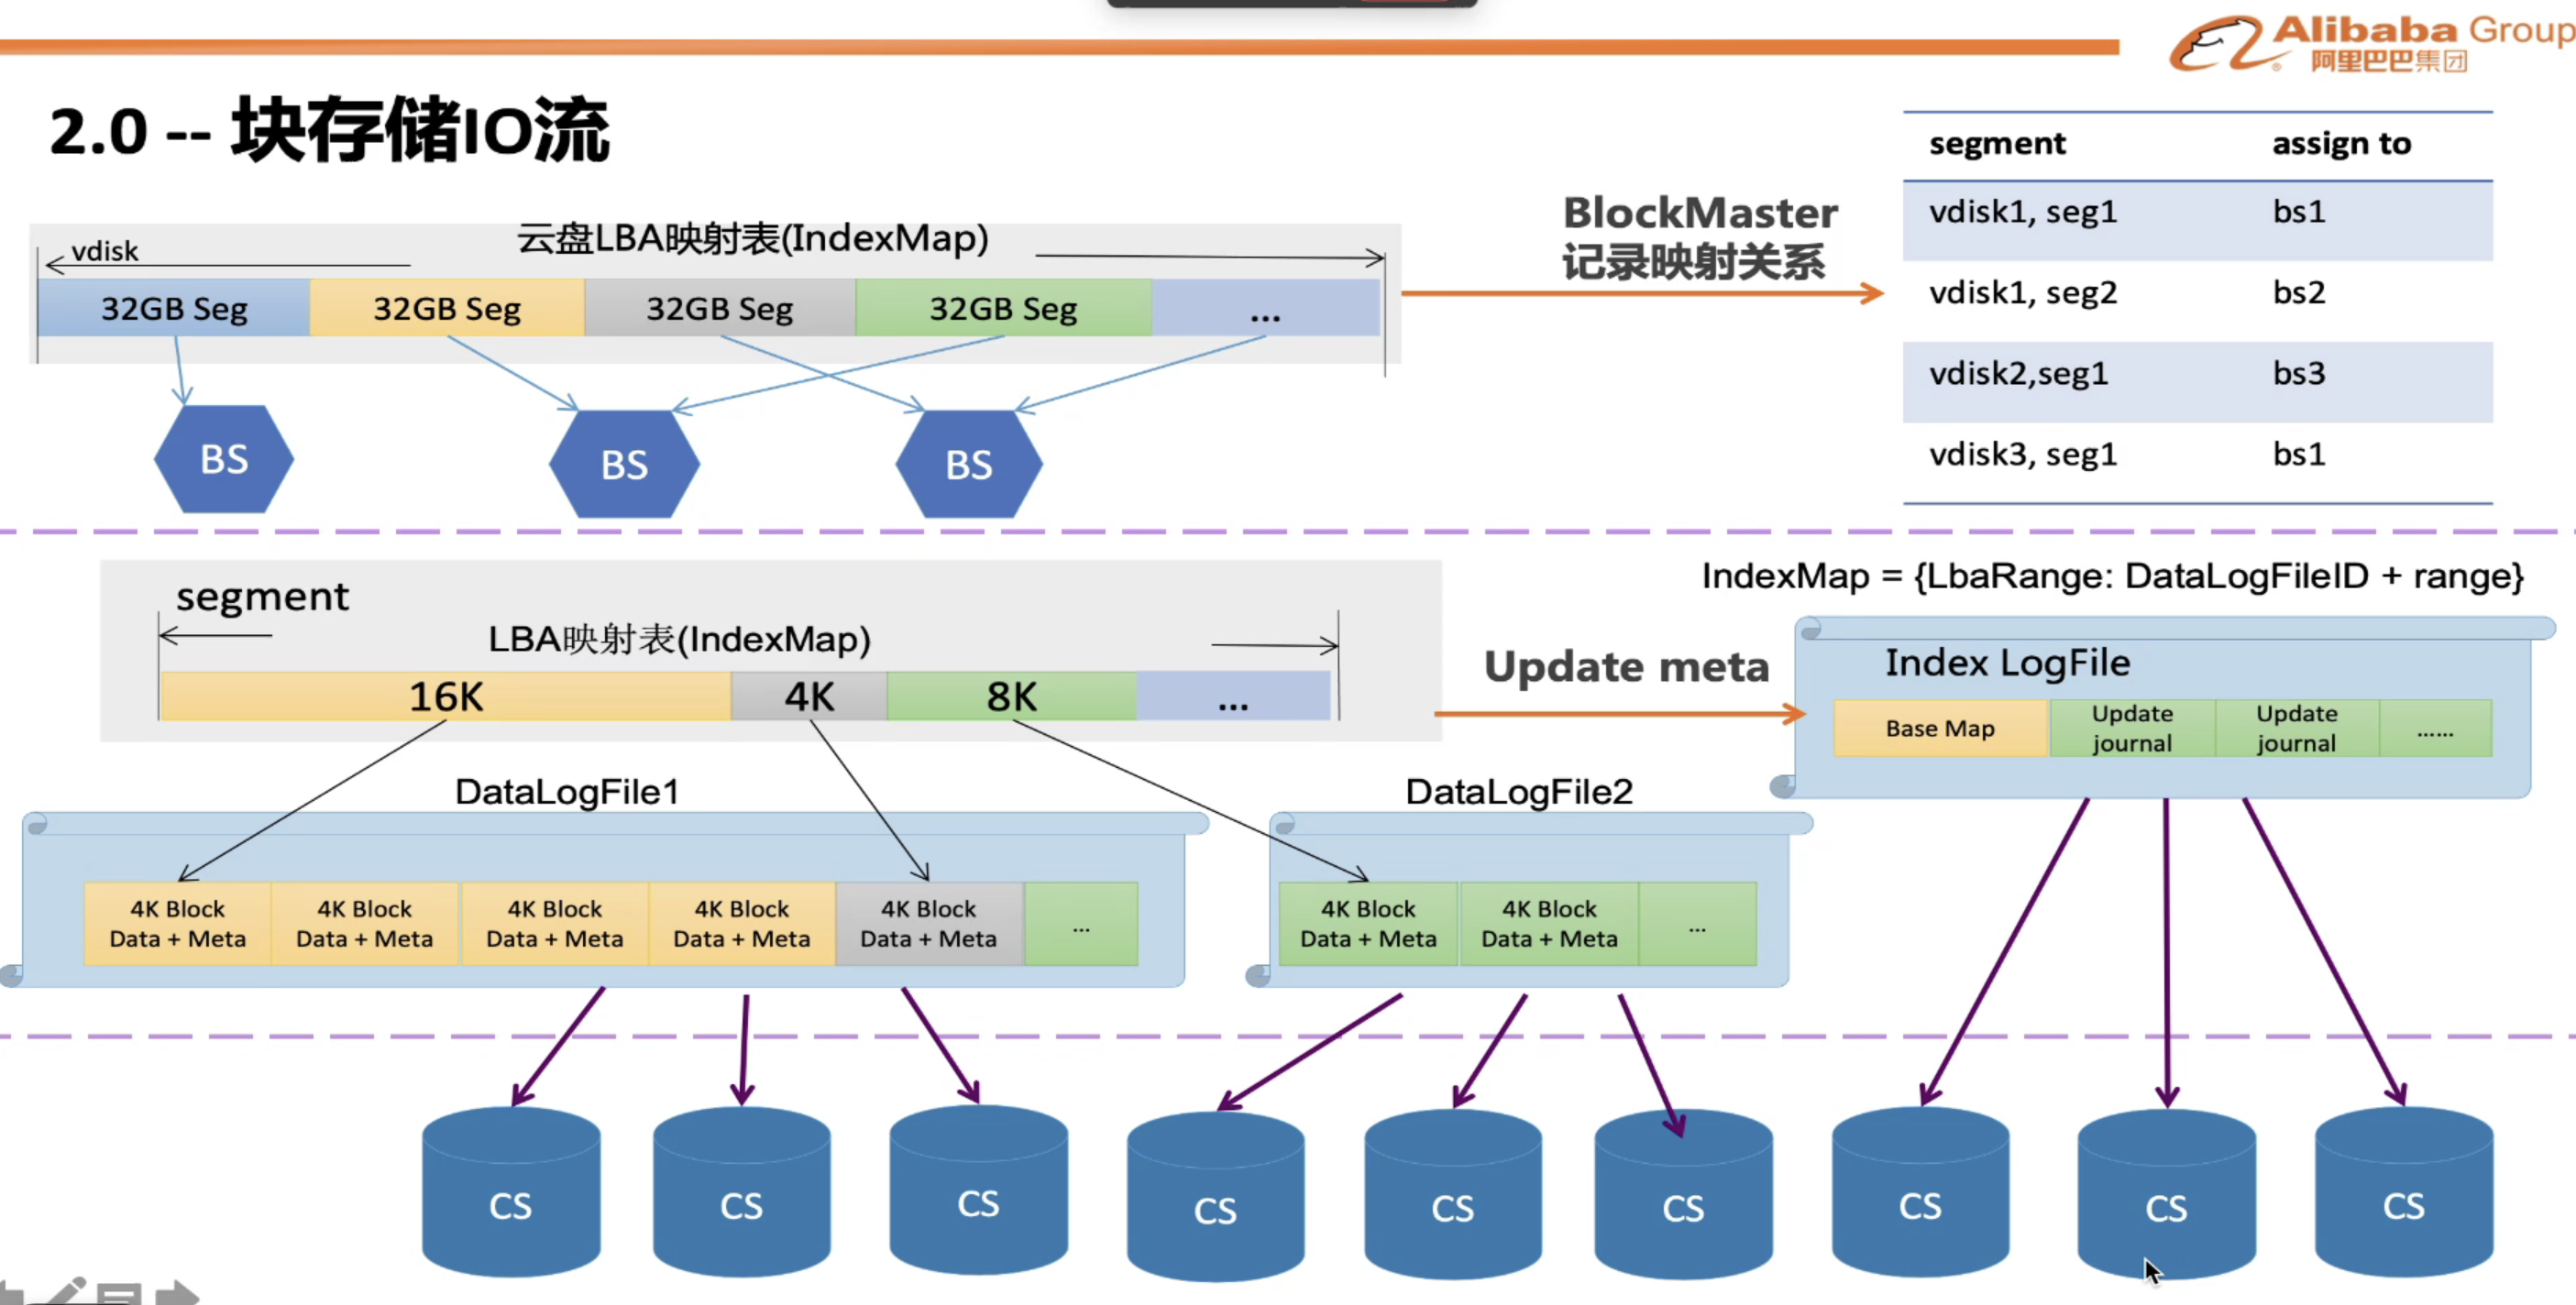 Alibaba Group
阿里巴巴集团
2.0 -- 块存储IO流
云盘LBA映射表(IndexMap)
vdisk
32GB Seg
32GB Seg
32GB Seg
32GB Seg
...
BS
BS
BS
BlockMaster
记录映射关系
segment assign to
vdisk1, seg1 bs1
vdisk1, seg2 bs2
vdisk2,seg1 bs3
vdisk3, seg1 bs1
segment
LBA映射表(IndexMap)
16K
4K
8K
...
Update meta
IndexMap = {LbaRange: DataLogFileID + range}
Index LogFile
Base Map
Update
journal
Update
journal
......
DataLogFile1
4K Block
Data + Meta
4K Block
Data + Meta
4K Block
Data + Meta
4K Block
Data + Meta
4K Block
Data + Meta
...
DataLogFile2
4K Block
Data + Meta
4K Block
Data + Meta
...
CS
CS
CS
CS
CS
CS
CS
CS
CS